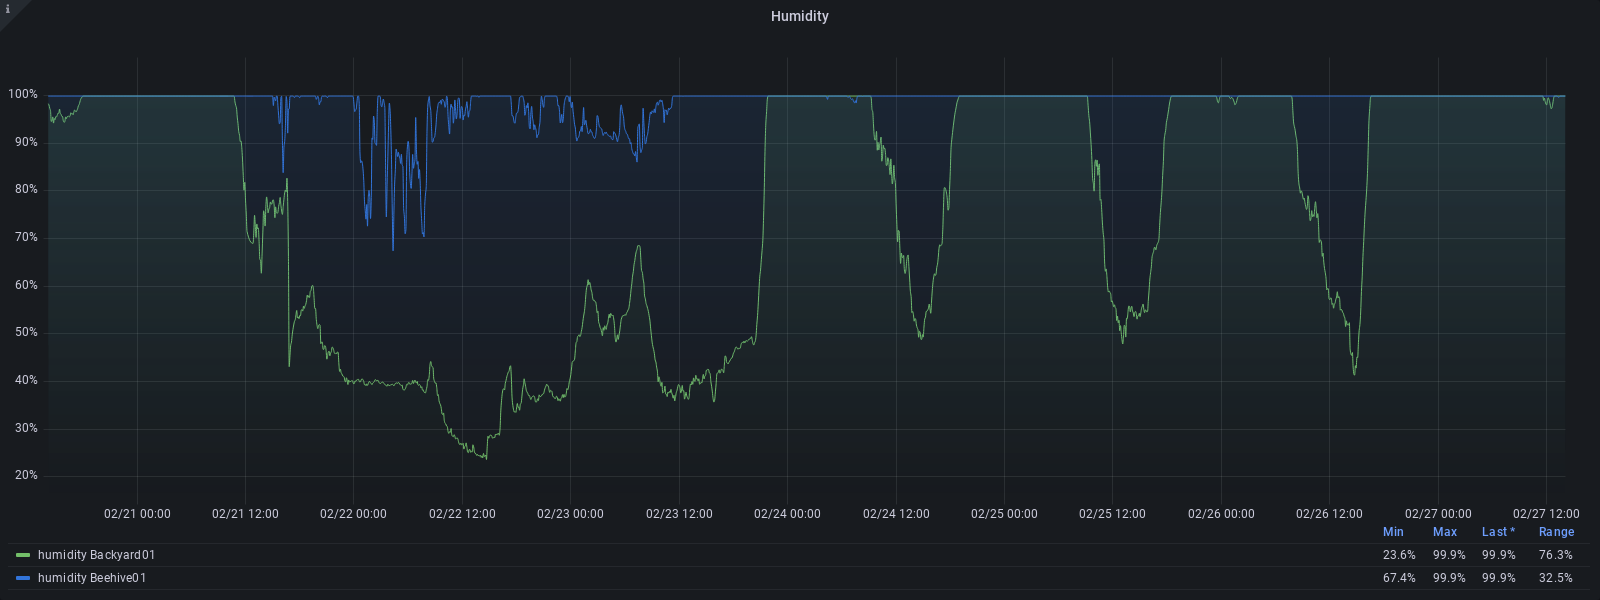 i
Humidity
100%
90%
80%
70%
60%
50%
40%
30%
20%
02/21 00:00 02/21 12:00 02/22 00:00 02/22 12:00 02/23 00:00 02/23 12:00 02/24 00:00 02/24 12:00 02/25 00:00 02/25 12:00 02/26 00:00 02/26 12:00 02/27 00:00 02/27 12:00
Min Max Last * Range
humidity Backyard01 23.6% 99.9% 99.9% 76.3%
humidity Beehive01 67.4% 99.9% 99.9% 32.5%